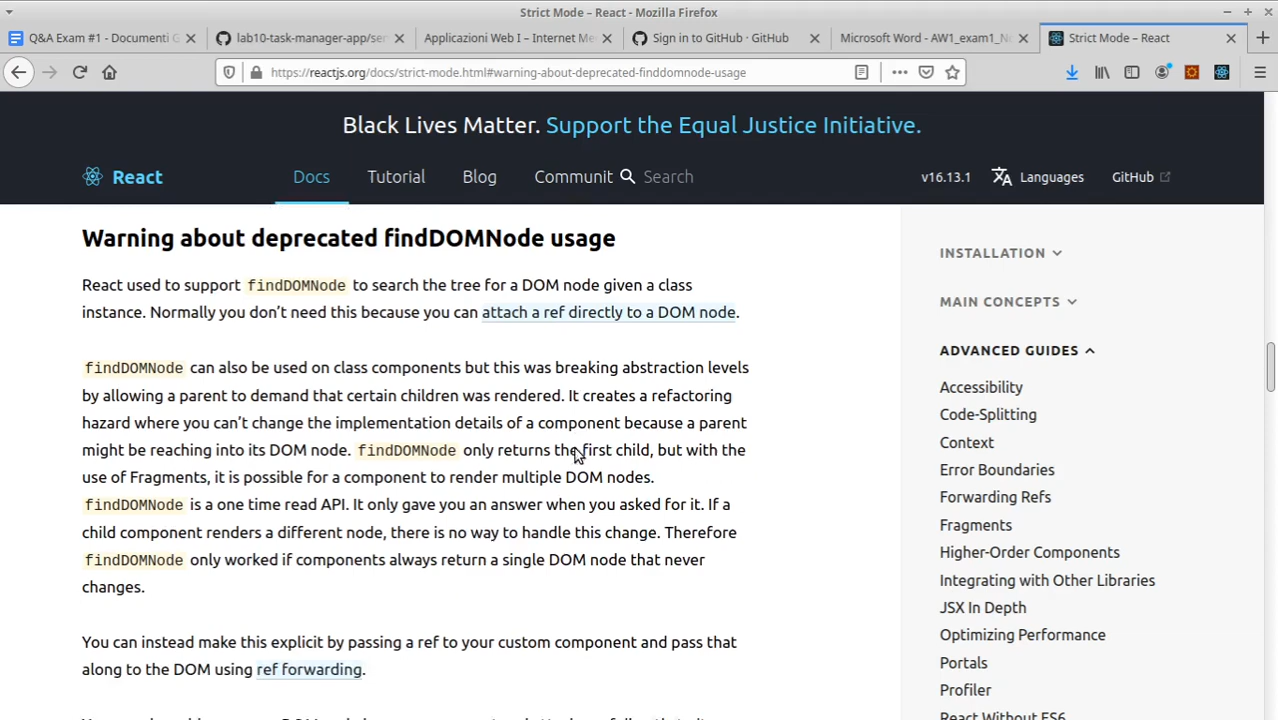 Strict Mode – React - Mozilla Firefox
Q&A Exam #1 - Documenti G
lab10-task-manager-app/ser
Applicazioni Web I – Internet Me
Sign in to GitHub · GitHub
Microsoft Word - AW1_exam1_No
Strict Mode – React
https://reactjs.org/docs/strict-mode.html#warning-about-deprecated-finddomnode-usage
Black Lives Matter. Support the Equal Justice Initiative.
React
Docs
Tutorial
Blog
Communit
Search
v16.13.1
Languages
GitHub
Warning about deprecated findDOMNode usage
React used to support findDOMNode to search the tree for a DOM node given a class
instance. Normally you don’t need this because you can attach a ref directly to a DOM node.
findDOMNode can also be used on class components but this was breaking abstraction levels
by allowing a parent to demand that certain children was rendered. It creates a refactoring
hazard where you can’t change the implementation details of a component because a parent
might be reaching into its DOM node. findDOMNode only returns the first child, but with the
use of Fragments, it is possible for a component to render multiple DOM nodes.
findDOMNode is a one time read API. It only gave you an answer when you asked for it. If a
child component renders a different node, there is no way to handle this change. Therefore
findDOMNode only worked if components always return a single DOM node that never
changes.
You can instead make this explicit by passing a ref to your custom component and pass that
along to the DOM using ref forwarding.
INSTALLATION
MAIN CONCEPTS
ADVANCED GUIDES
Accessibility
Code-Splitting
Context
Error Boundaries
Forwarding Refs
Fragments
Higher-Order Components
Integrating with Other Libraries
JSX In Depth
Optimizing Performance
Portals
Profiler
React Without ES6